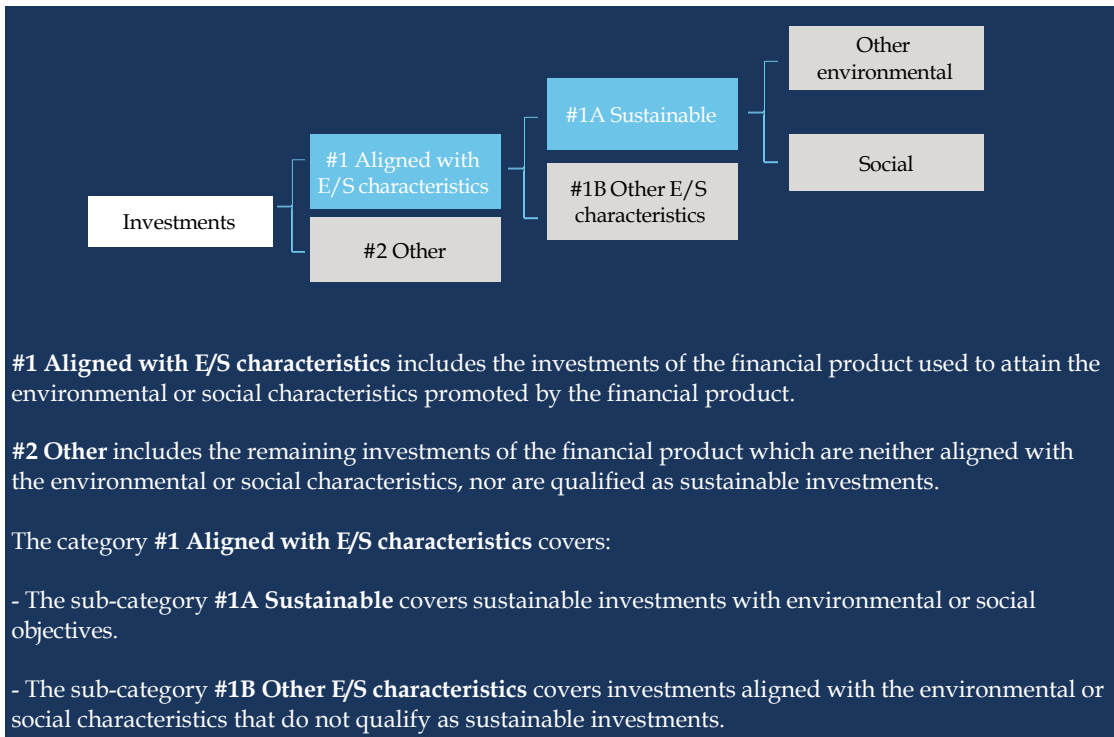 Other
environmental
#1A Sustainable
#1 Aligned with
E/S characteristics
Social
#1B Other E/S
characteristics
Investments
#2 Other
#1 Aligned with E/S characteristics includes the investments of the financial product used to attain the
environmental or social characteristics promoted by the financial product.
#2 Other includes the remaining investments of the financial product which are neither aligned with
the environmental or social characteristics, nor are qualified as sustainable investments.
The category #1 Aligned with E/S characteristics covers:
- The sub-category #1A Sustainable covers sustainable investments with environmental or social
objectives.
- The sub-category #1B Other E/S characteristics covers investments aligned with the environmental or
social characteristics that do not qualify as sustainable investments.